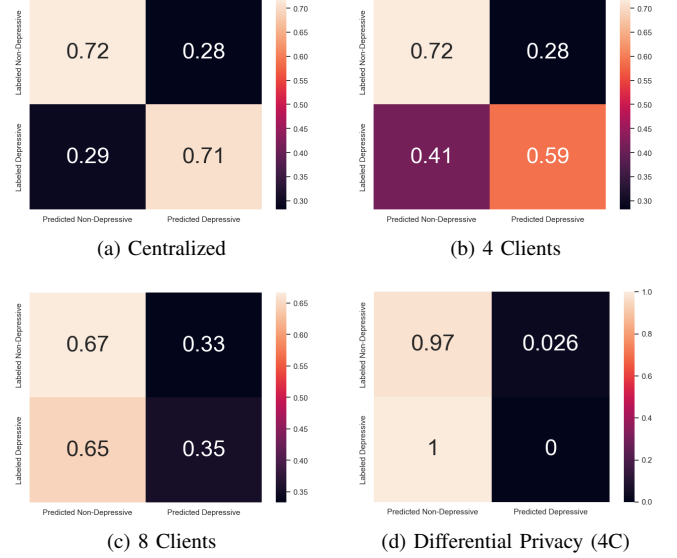 Labeled Non-Depressive
0.72 0.28
Labeled Depressive
0.29 0.71
Predicted Non-Depressive Predicted Depressive
0.70
0.65
0.60
0.55
0.50
0.45
0.40
0.35
0.30
(a) Centralized
Labeled Non-Depressive
0.72 0.28
Labeled Depressive
0.41 0.59
Predicted Non-Depressive Predicted Depressive
0.70
0.65
0.60
0.55
0.50
0.45
0.40
0.35
0.30
(b) 4 Clients
Labeled Non-Depressive
0.67 0.33
Labeled Depressive
0.65 0.35
Predicted Non-Depressive Predicted Depressive
0.65
0.60
0.55
0.50
0.45
0.40
0.35
(c) 8 Clients
Labeled Non-Depressive
0.97 0.026
Labeled Depressive
1 0
Predicted Non-Depressive Predicted Depressive
1.0
0.8
0.6
0.4
0.2
0.0
(d) Differential Privacy (4C)